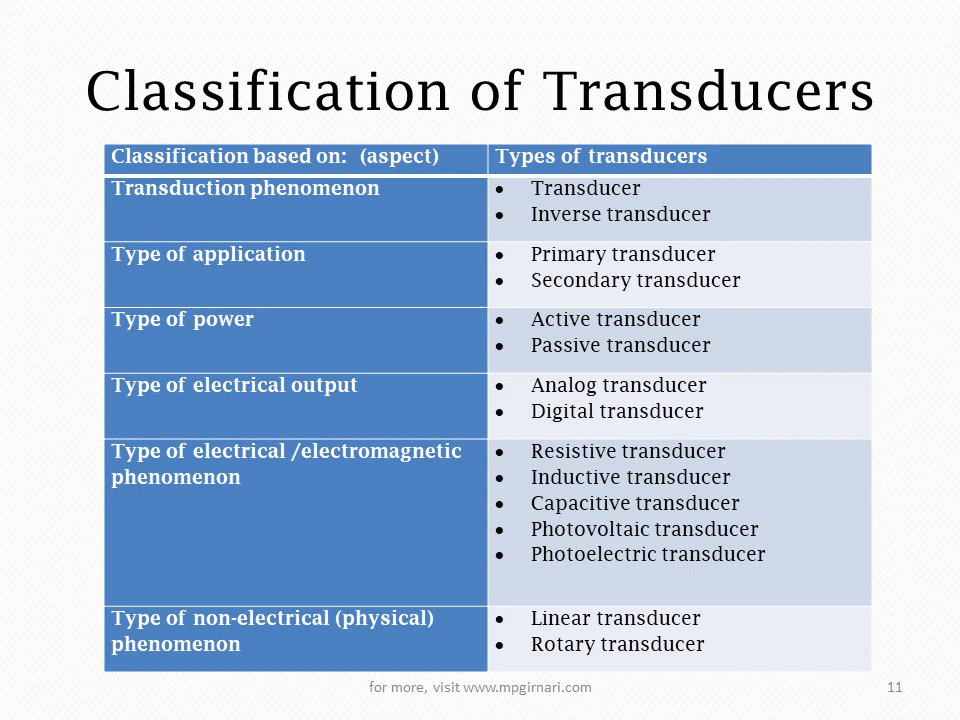 Classification of Transducers
Classification based on: (aspect)
Types of transducers
Transduction phenomenon
• Transducer
• Inverse transducer
Type of application
• Primary transducer
• Secondary transducer
Type of power
• Active transducer
• Passive transducer
Type of electrical output
• Analog transducer
• Digital transducer
Type of electrical /electromagnetic
phenomenon
• Resistive transducer
• Inductive transducer
• Capacitive transducer
• Photovoltaic transducer
• Photoelectric transducer
Type of non-electrical (physical)
phenomenon
• Linear transducer
• Rotary transducer
for more, visit www.mpgirnari.com
11